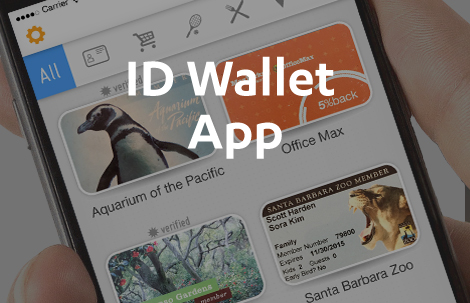 Carrier
All
verified
ID Wallet
App
Aquarium
of the
Pacific
OfficeMax
5%back
Aquarium of the Pacific
Office Max
verified
Gardens
member
SANTA BARBARA ZOO MEMBER
Scott Harden
Sora Kim
Family
Member Number 79800
Expires 11/30/2015
Kids 2 Guests 0
Early Bird? No
Santa Barbara Zoo